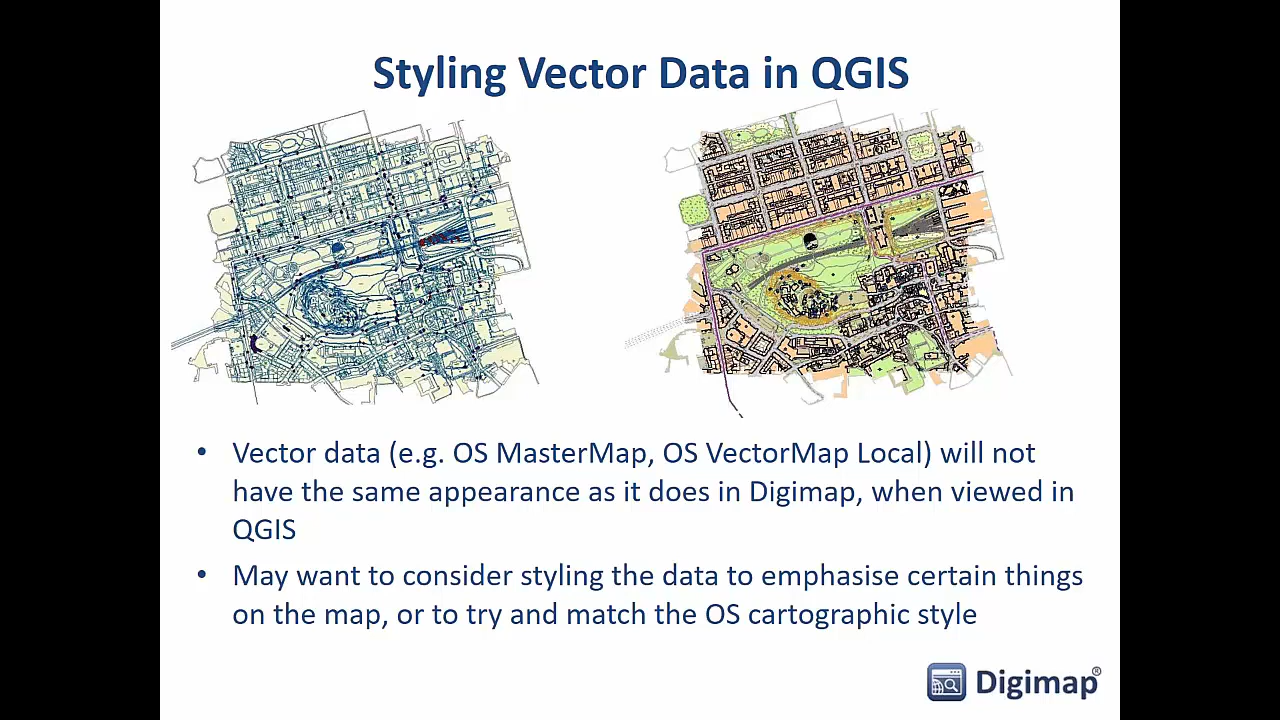 Styling Vector Data in QGIS
• Vector data (e.g. OS MasterMap, OS VectorMap Local) will not
have the same appearance as it does in Digimap, when viewed in
QGIS
• May want to consider styling the data to emphasise certain things
on the map, or to try and match the OS cartographic style
Digimap®